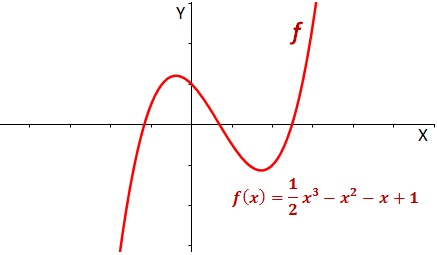 Y
f
X
f(x) = 1/2 x³ − x² − x + 1